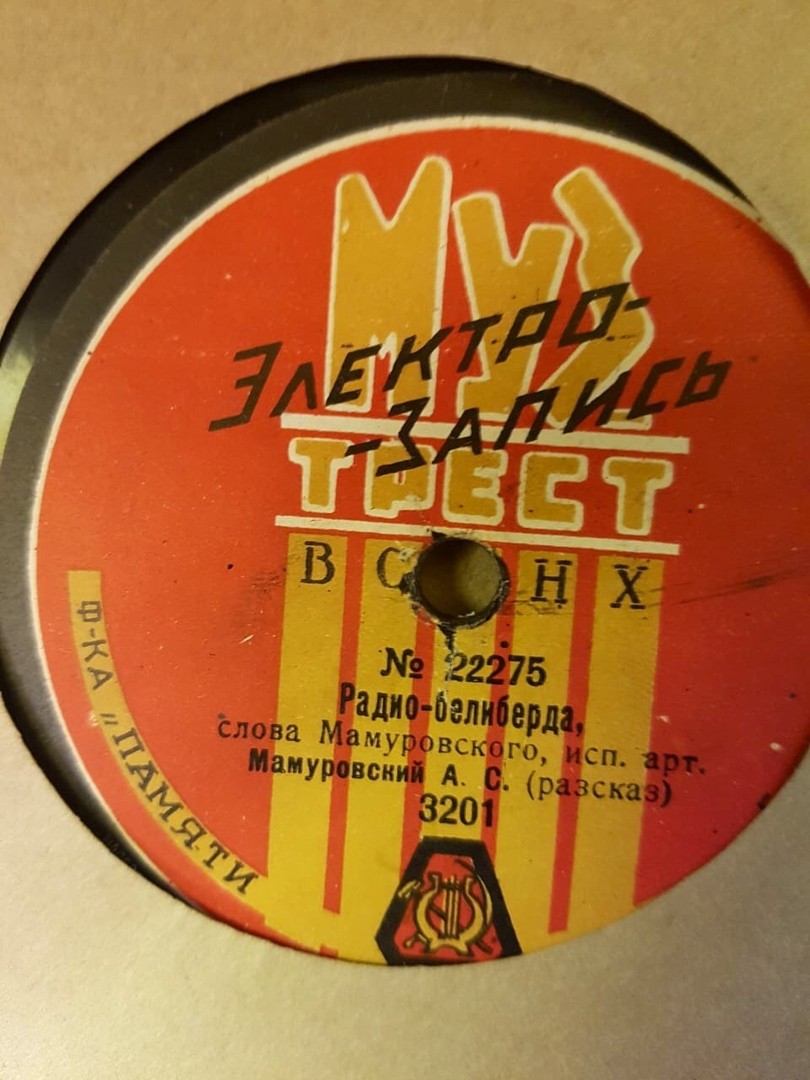 МУЗ
ЭЛЕКТРО-
-ЗАПИСЬ
ТРЕСТ
В С Н Х
№ 22275
Радио-белиберда,
слова Мамуровского, исп. арт.
Мамуровский А. С. (разсказ)
3201
Ф-КА „ПАМЯТИ